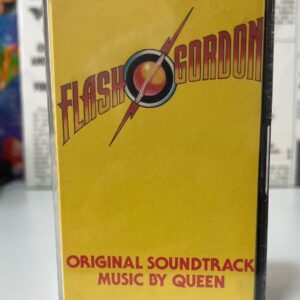 FLASH GORDON
ORIGINAL SOUNDTRACK
MUSIC BY QUEEN